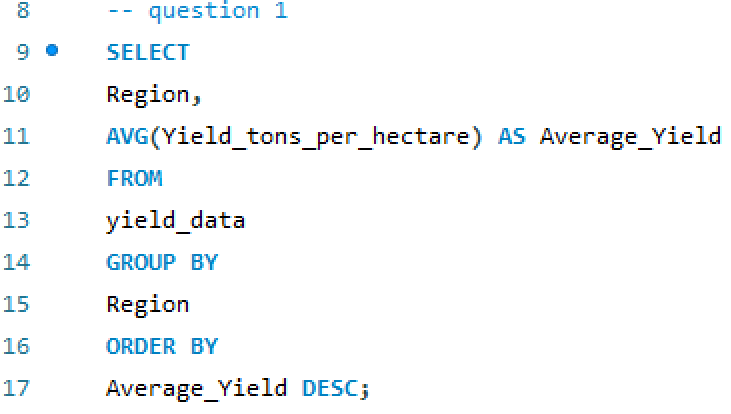 8 -- question 1
9 SELECT
10 Region,
11 AVG(Yield_tons_per_hectare) AS Average_Yield
12 FROM
13 yield_data
14 GROUP BY
15 Region
16 ORDER BY
17 Average_Yield DESC;